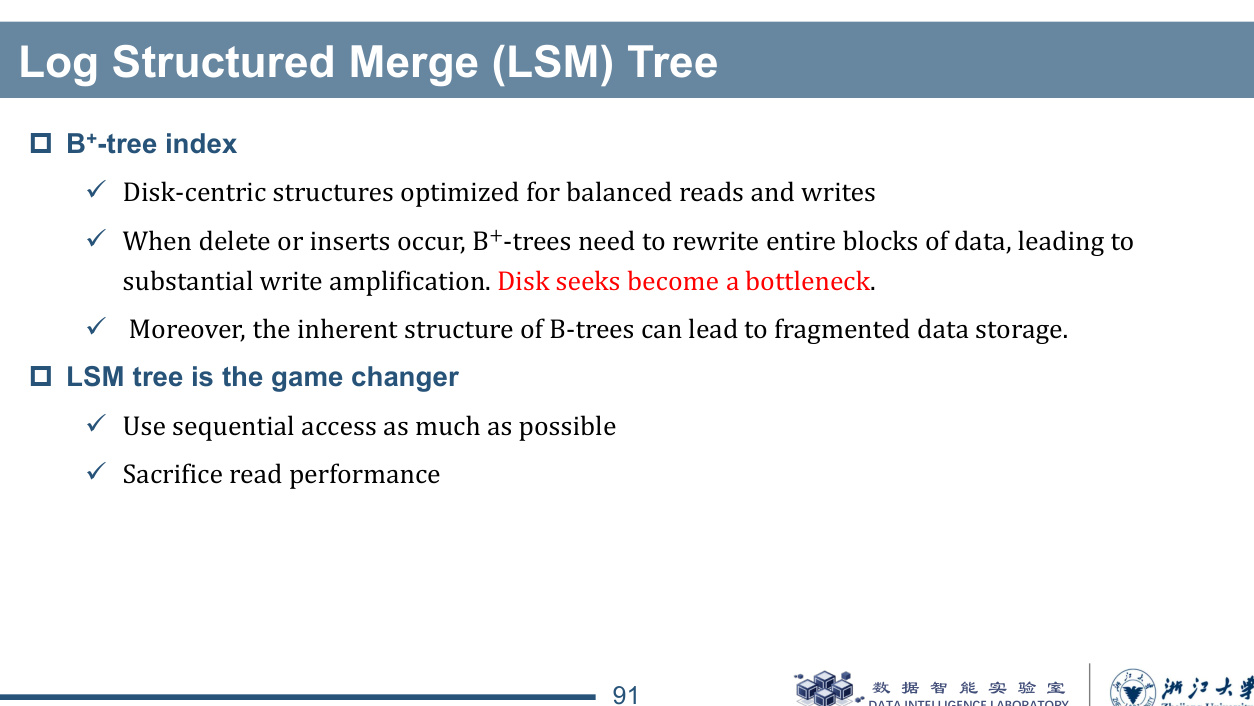 Log Structured Merge (LSM) Tree
B⁺-tree index
Disk-centric structures optimized for balanced reads and writes
When delete or inserts occur, B⁺-trees need to rewrite entire blocks of data, leading to
substantial write amplification. Disk seeks become a bottleneck.
Moreover, the inherent structure of B-trees can lead to fragmented data storage.
LSM tree is the game changer
Use sequential access as much as possible
Sacrifice read performance
91
数据智能实验室
DATA INTELLIGENCE LABORATORY
浙江大学